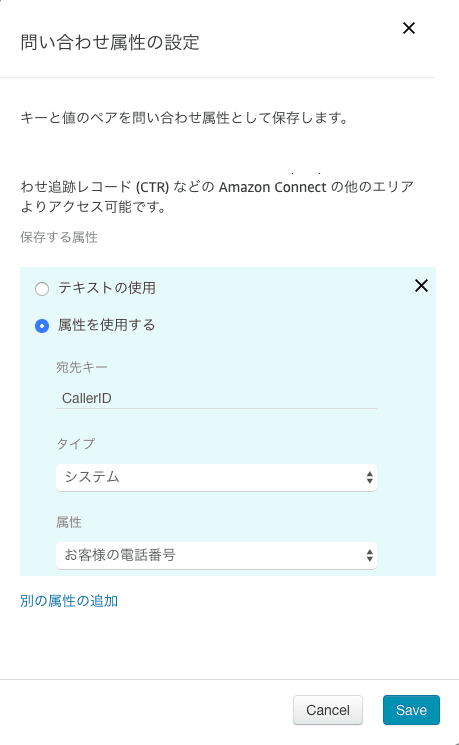 問い合わせ属性の設定
キーと値のペアを問い合わせ属性として保存します。
わせ追跡レコード (CTR) などの Amazon Connect の他のエリア
よりアクセス可能です。
保存する属性
テキストの使用
属性を使用する
宛先キー
CallerID
タイプ
システム
属性
お客様の電話番号
別の属性の追加
Cancel
Save